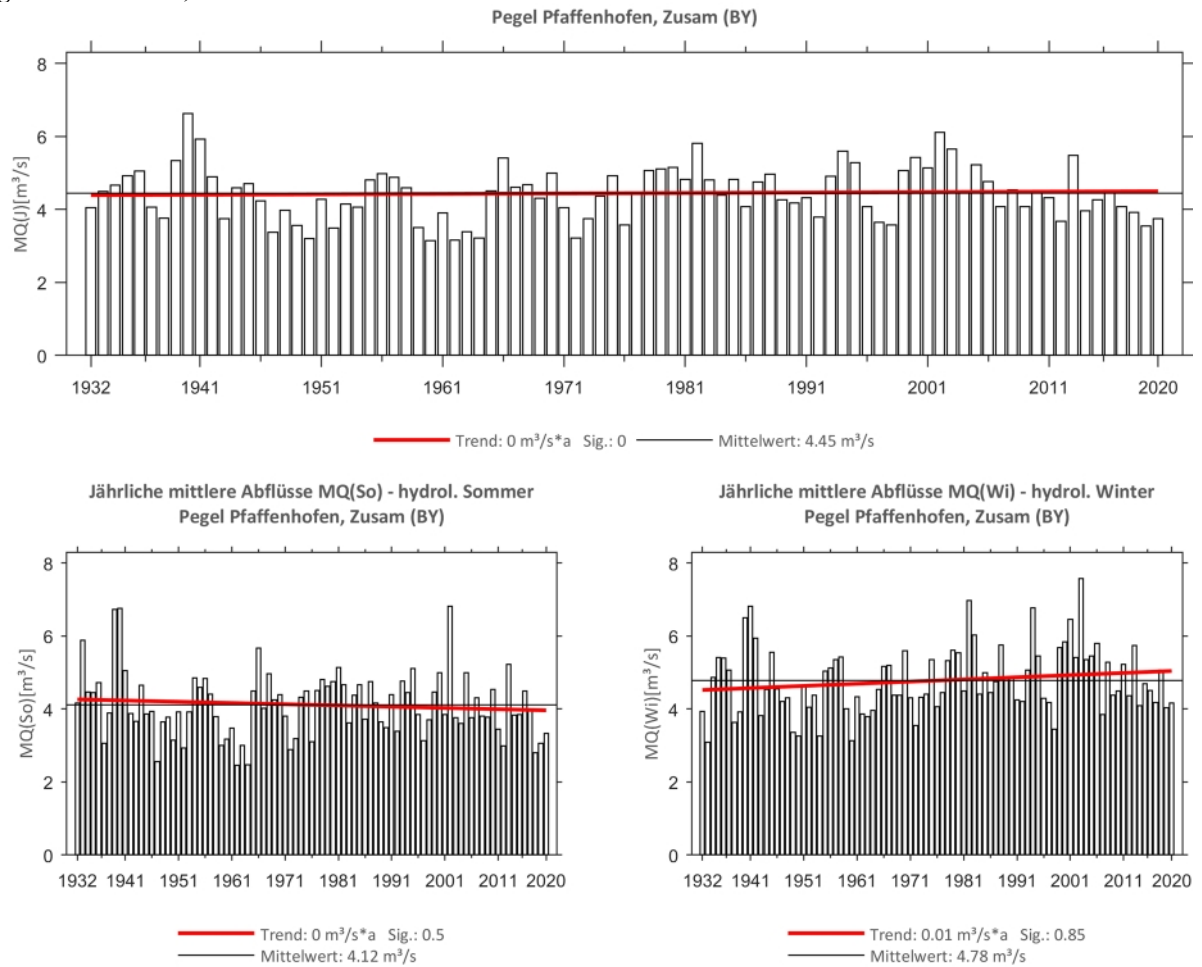 Pegel Pfaffenhofen, Zusam (BY)
MQ(J)[m³/s]
8
6
4
2
0
1932 1941 1951 1961 1971 1981 1991 2001 2011 2020
Trend: 0 m³/s*a Sig.: 0 Mittelwert: 4.45 m³/s
Jährliche mittlere Abflüsse MQ(So) - hydrol. Sommer
Pegel Pfaffenhofen, Zusam (BY)
MQ(So)[m³/s]
8
6
4
2
0
1932 1941 1951 1961 1971 1981 1991 2001 2011 2020
Trend: 0 m³/s*a Sig.: 0.5
Mittelwert: 4.12 m³/s
Jährliche mittlere Abflüsse MQ(Wi) - hydrol. Winter
Pegel Pfaffenhofen, Zusam (BY)
MQ(Wi)[m³/s]
8
6
4
2
0
1932 1941 1951 1961 1971 1981 1991 2001 2011 2020
Trend: 0.01 m³/s*a Sig.: 0.85
Mittelwert: 4.78 m³/s